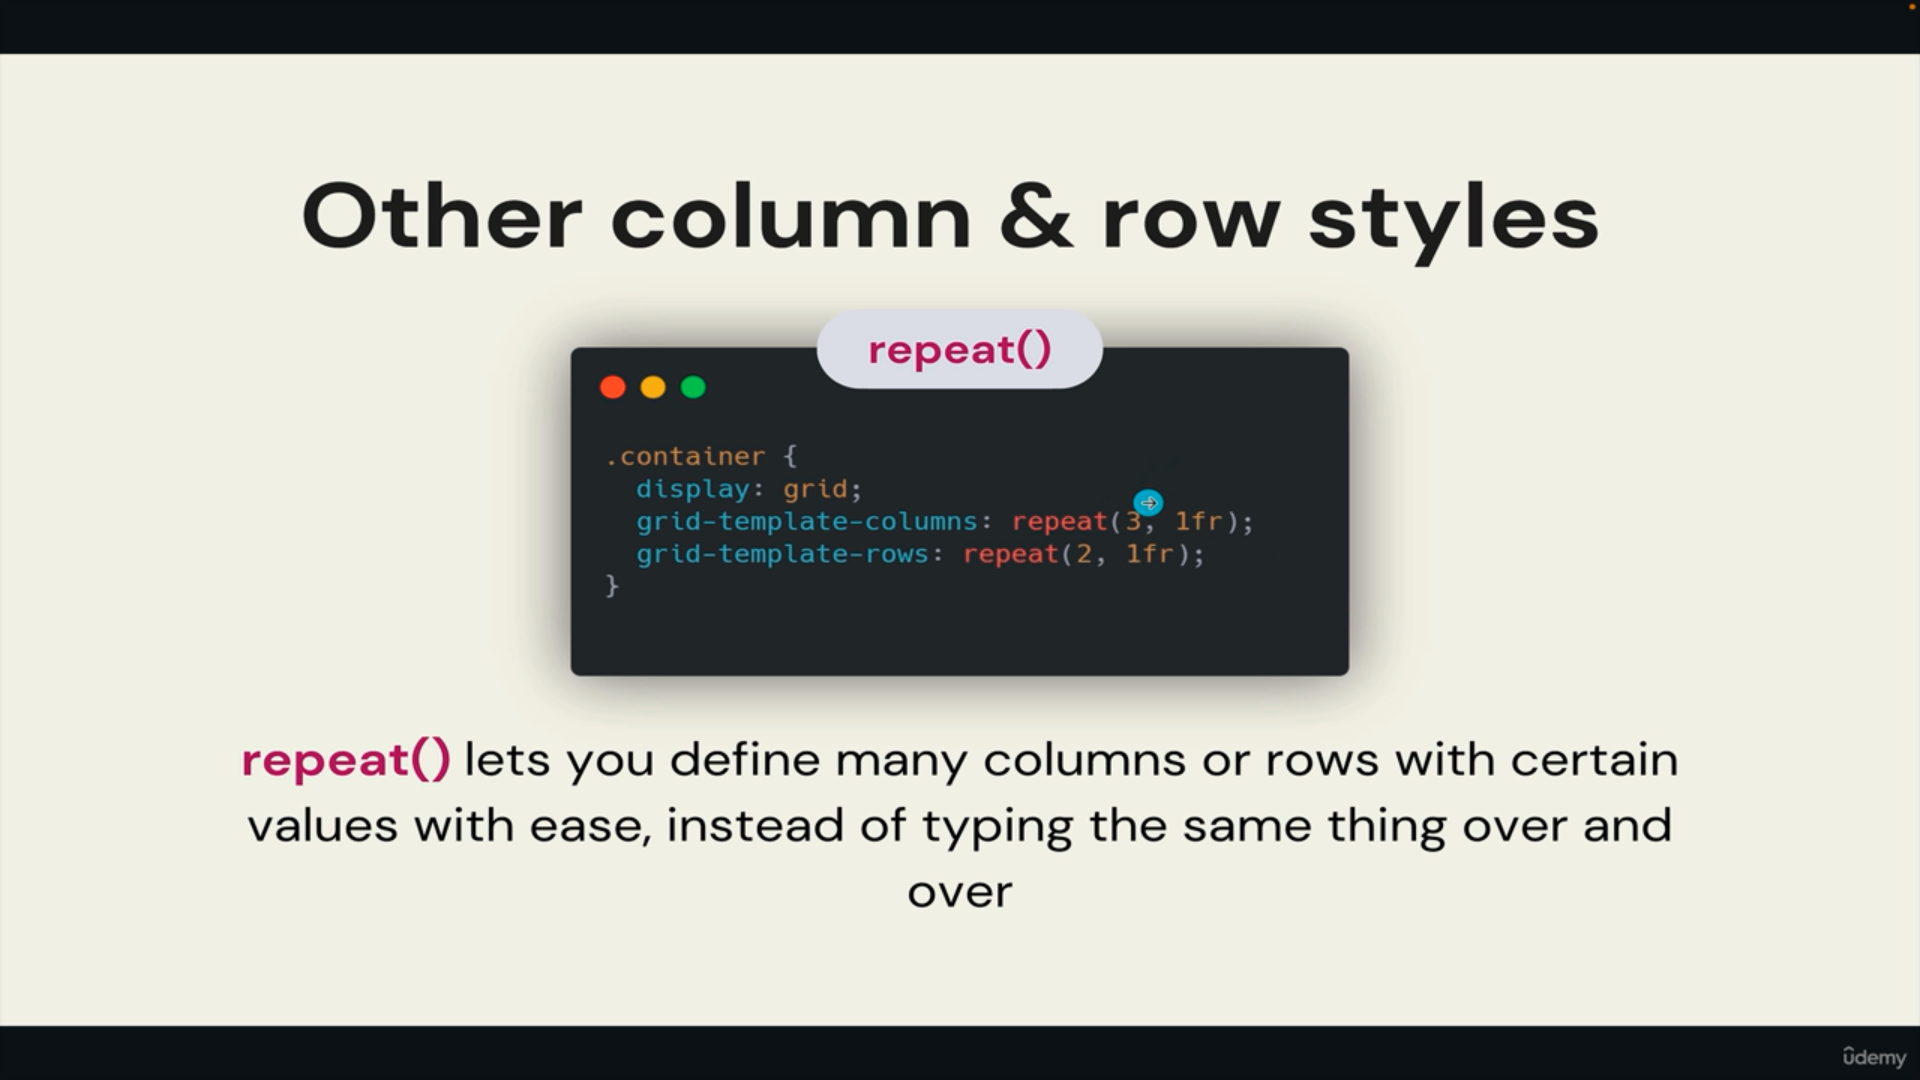 Other column & row styles
repeat()
.container {
  display: grid;
  grid-template-columns: repeat(3, 1fr);
  grid-template-rows: repeat(2, 1fr);
}
repeat() lets you define many columns or rows with certain
values with ease, instead of typing the same thing over and
over
ûdemy